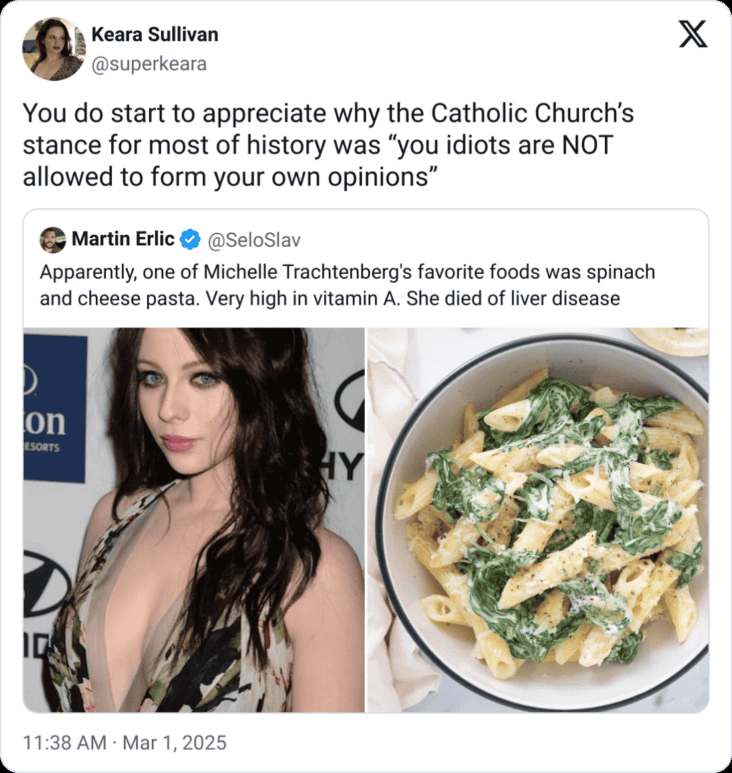 Keara Sullivan
@superkeara
You do start to appreciate why the Catholic Church’s
stance for most of history was “you idiots are NOT
allowed to form your own opinions”
Martin Erlic @SeloSlav
Apparently, one of Michelle Trachtenberg's favorite foods was spinach
and cheese pasta. Very high in vitamin A. She died of liver disease
on
ESORTS
HY
11:38 AM · Mar 1, 2025